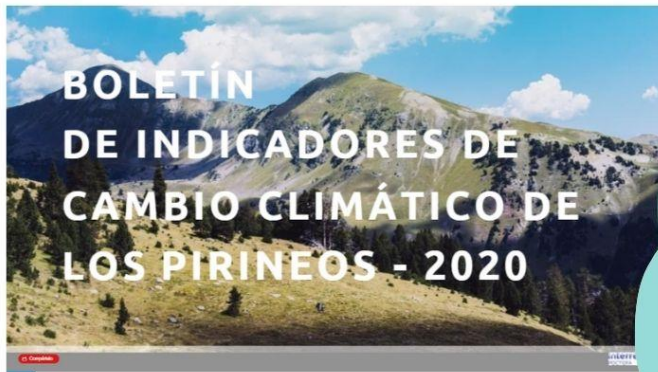 BOLETÍN
DE INDICADORES DE
CAMBIO CLIMÁTICO DE
LOS PIRINEOS - 2020